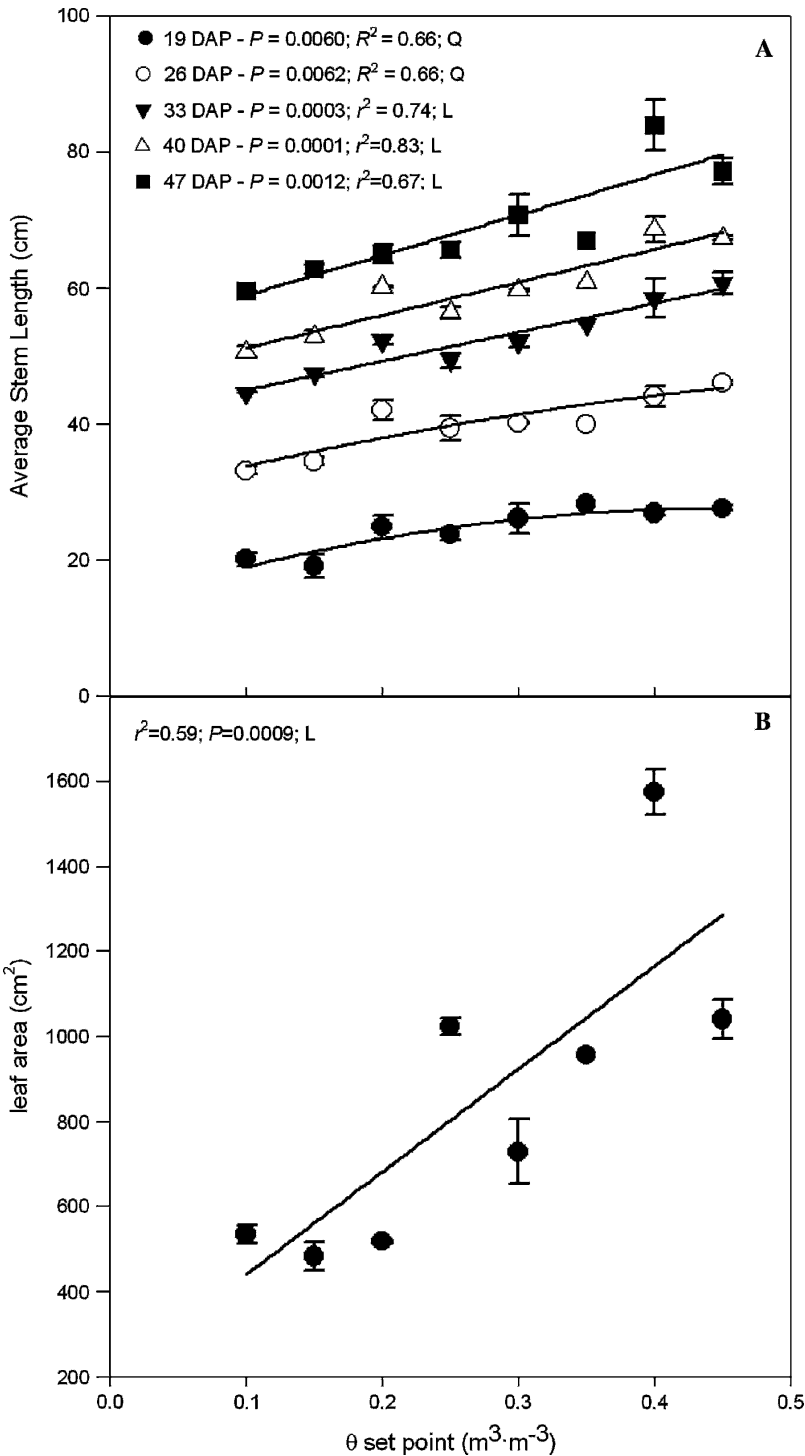 100
A
19 DAP - P = 0.0060; R² = 0.66; Q
26 DAP - P = 0.0062; R² = 0.66; Q
33 DAP - P = 0.0003; r² = 0.74; L
40 DAP - P = 0.0001; r²=0.83; L
47 DAP - P = 0.0012; r²=0.67; L
80
60
40
20
0
Average Stem Length (cm)
B
r²=0.59; P=0.0009; L
1600
1400
1200
1000
800
600
400
200
leaf area (cm²)
0.0 0.1 0.2 0.3 0.4 0.5
θ set point (m³·m⁻³)